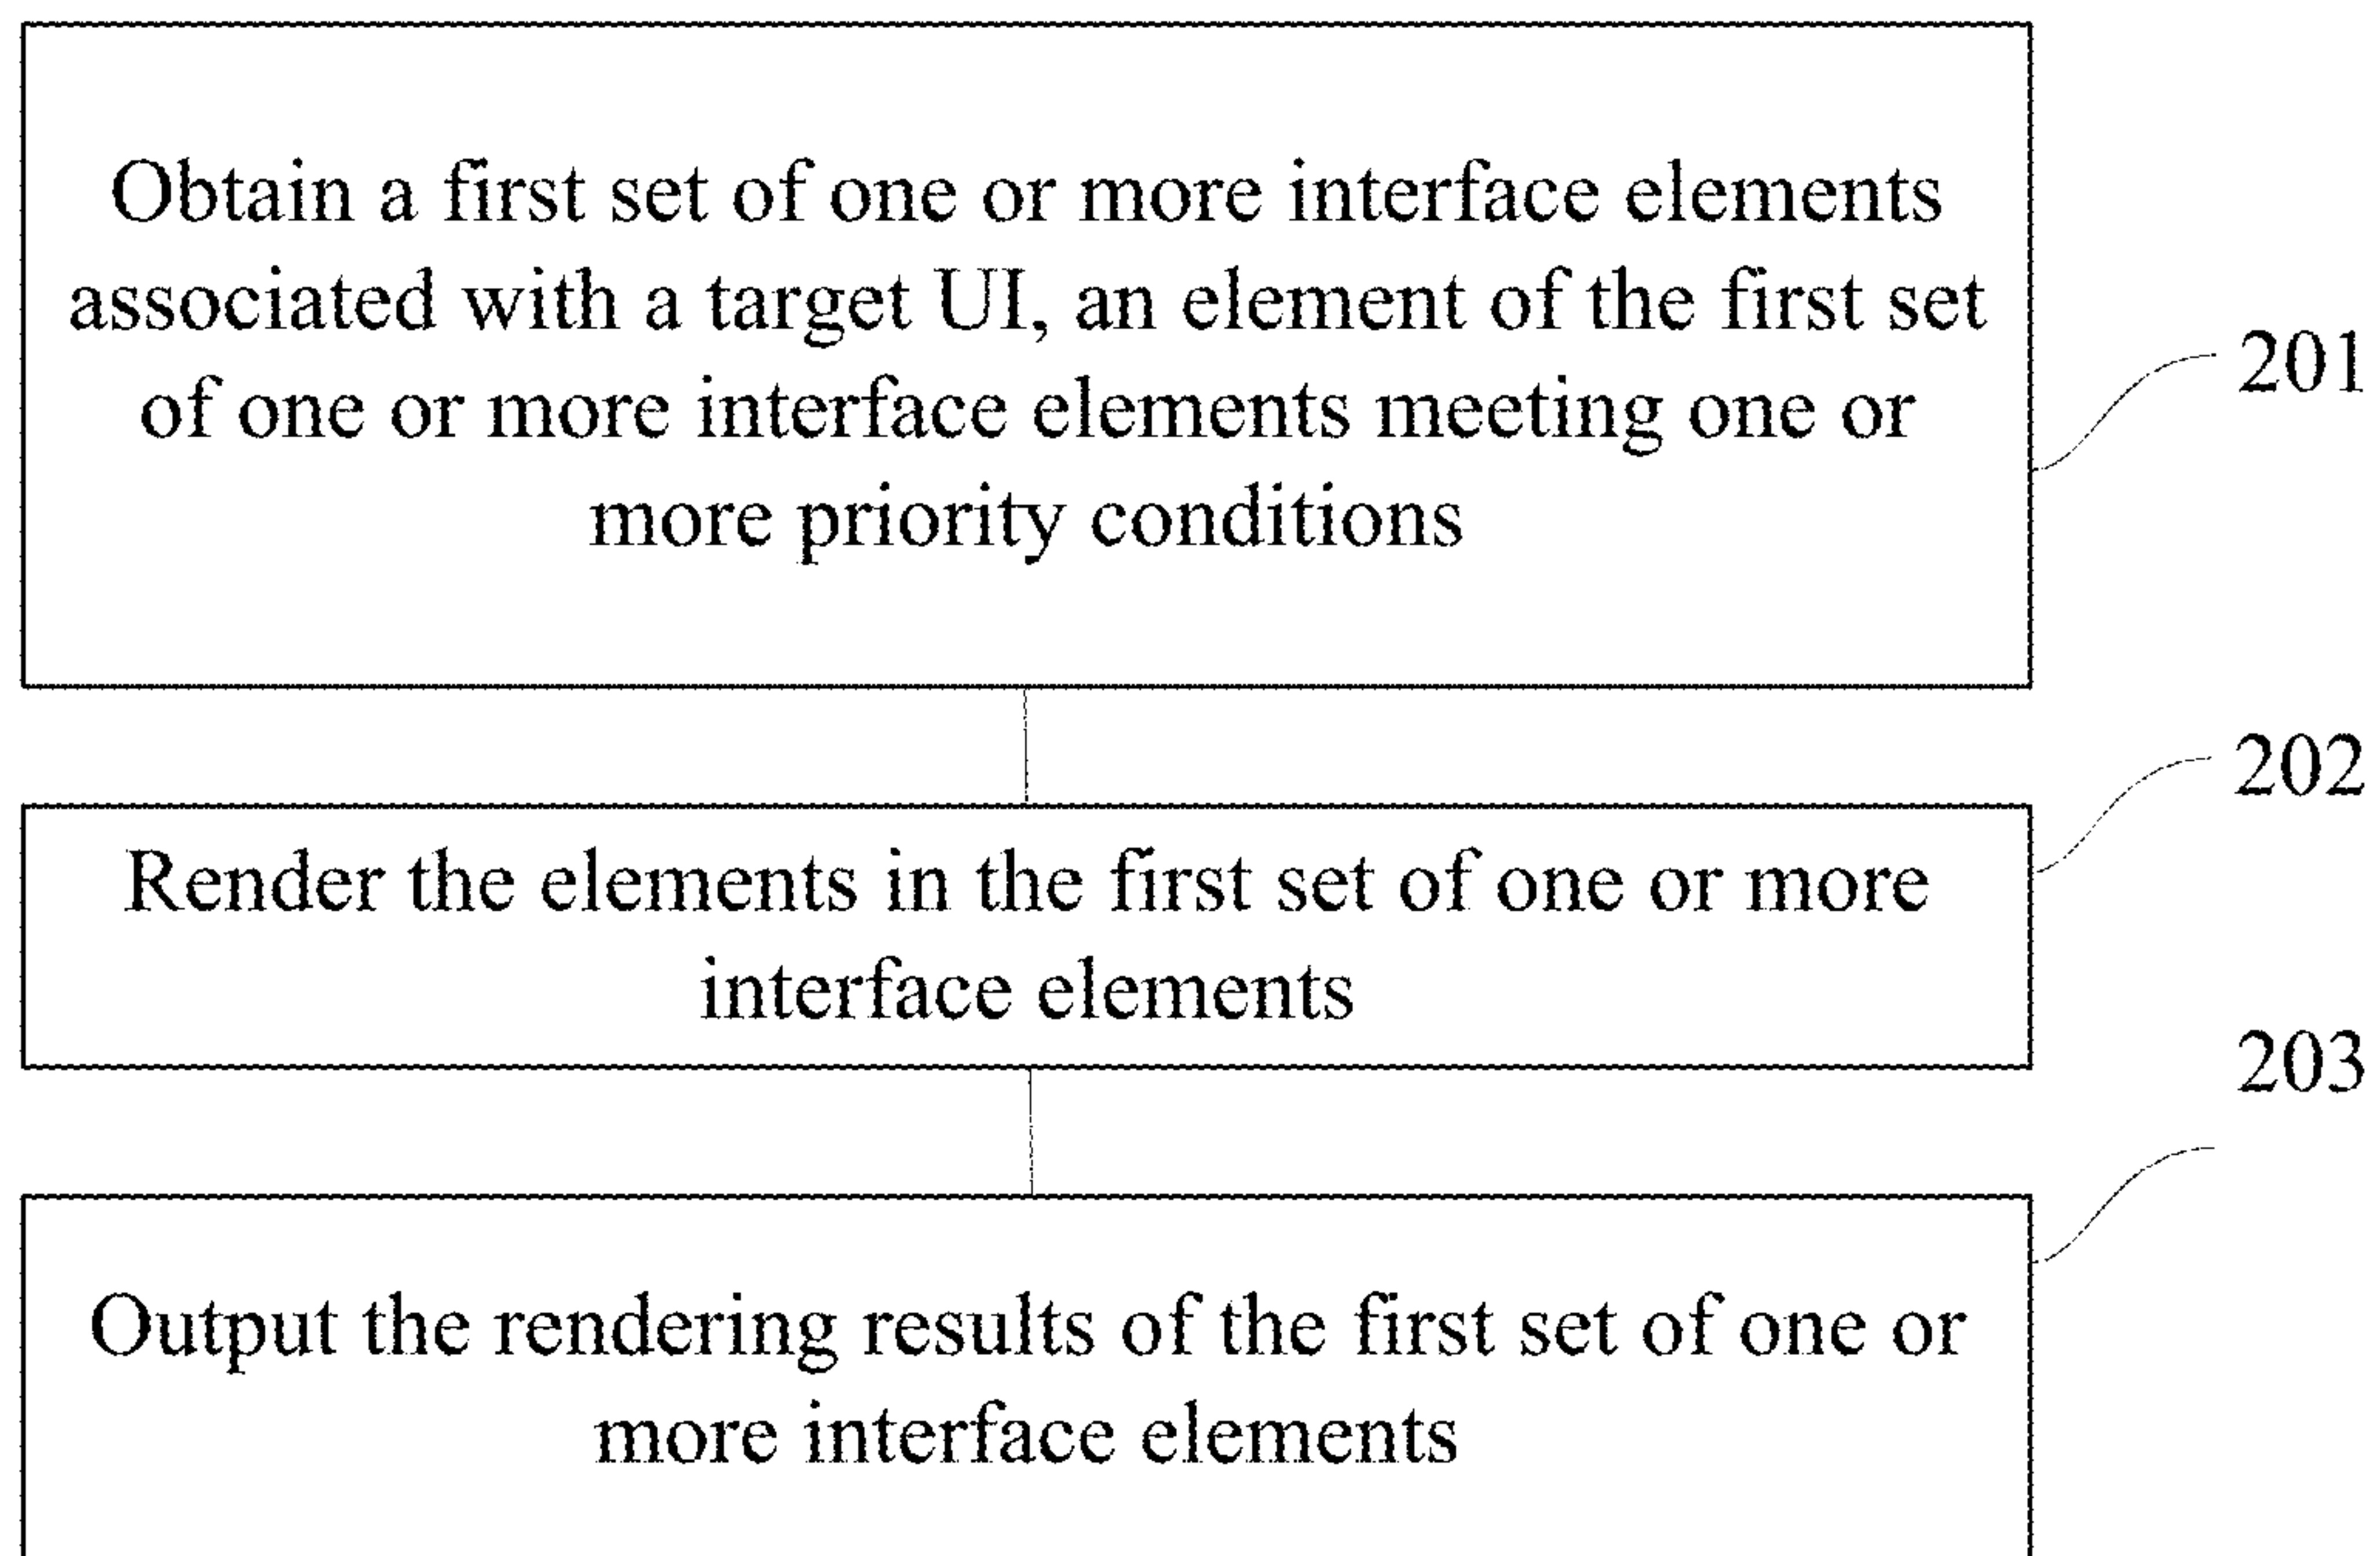 Obtain a first set of one or more interface elements
associated with a target UI, an element of the first set
of one or more interface elements meeting one or
more priority conditions
201
202
Render the elements in the first set of one or more
interface elements
203
Output the rendering results of the first set of one or
more interface elements